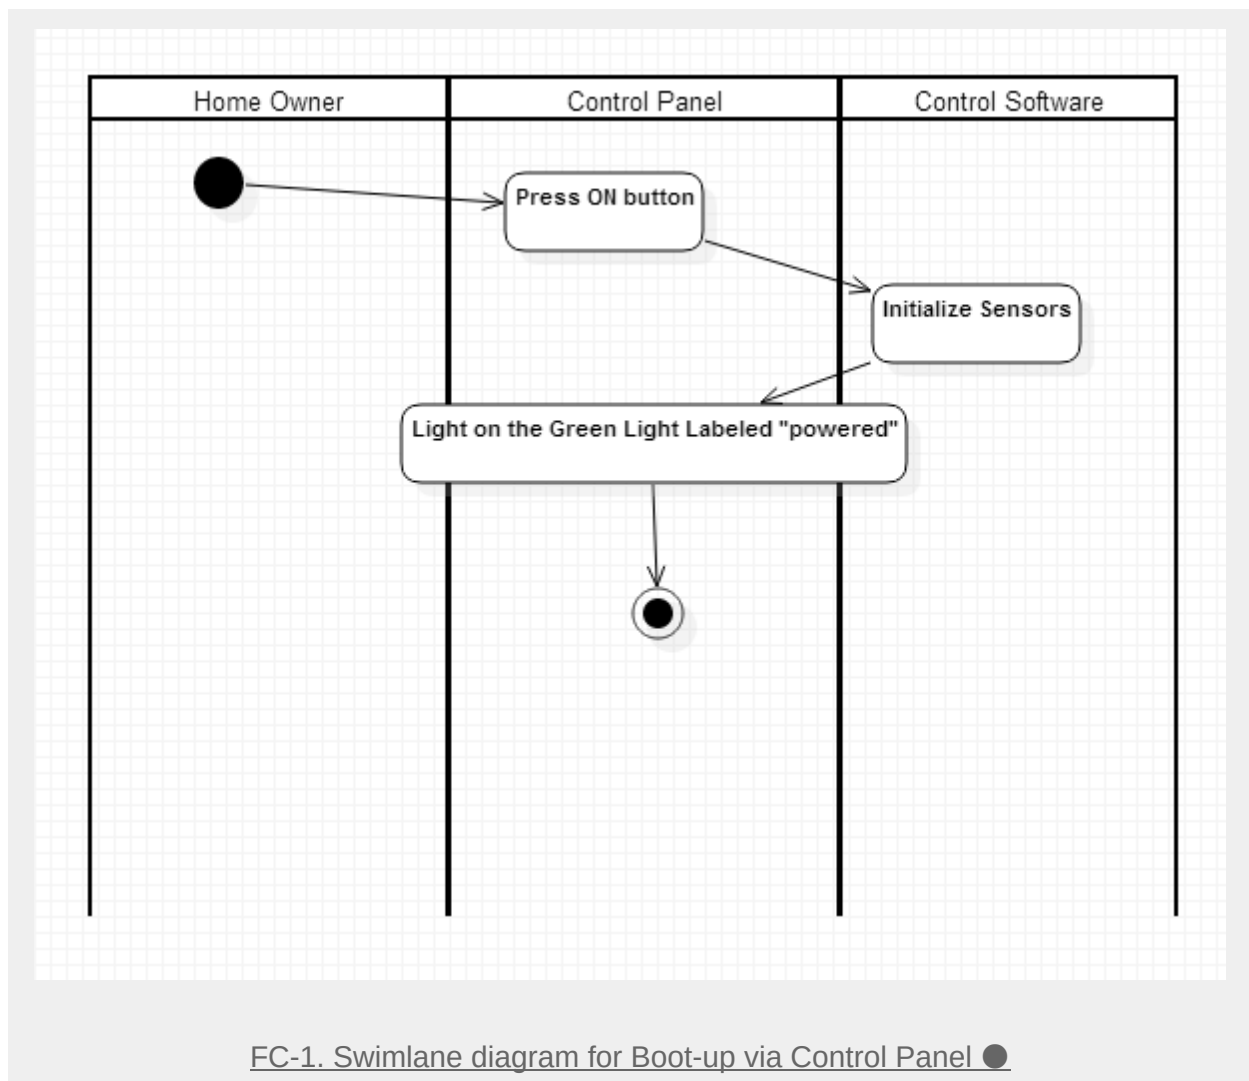 Home Owner
Control Panel
Control Software
Press ON button
Initialize Sensors
Light on the Green Light Labeled "powered"
FC-1. Swimlane diagram for Boot-up via Control Panel ●